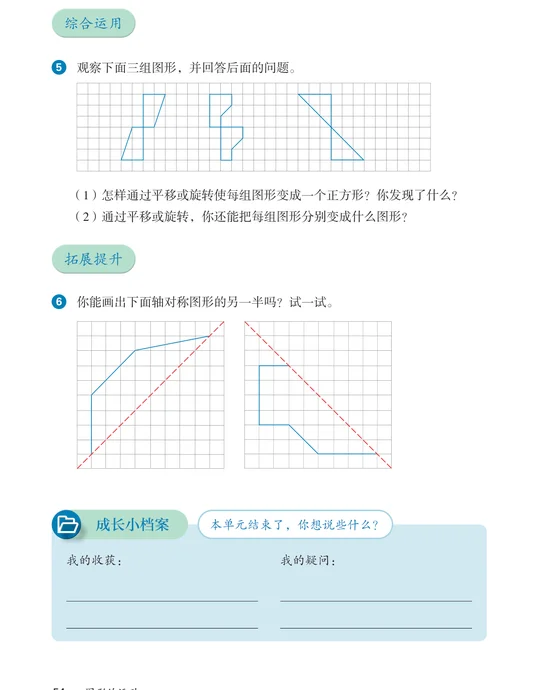 综合运用
5 观察下面三组图形，并回答后面的问题。
（1）怎样通过平移或旋转使每组图形变成一个正方形？你发现了什么？
（2）通过平移或旋转，你还能把每组图形分别变成什么图形？
拓展提升
6 你能画出下面轴对称图形的另一半吗？试一试。
成长小档案
本单元结束了，你想说些什么？
我的收获：
我的疑问：